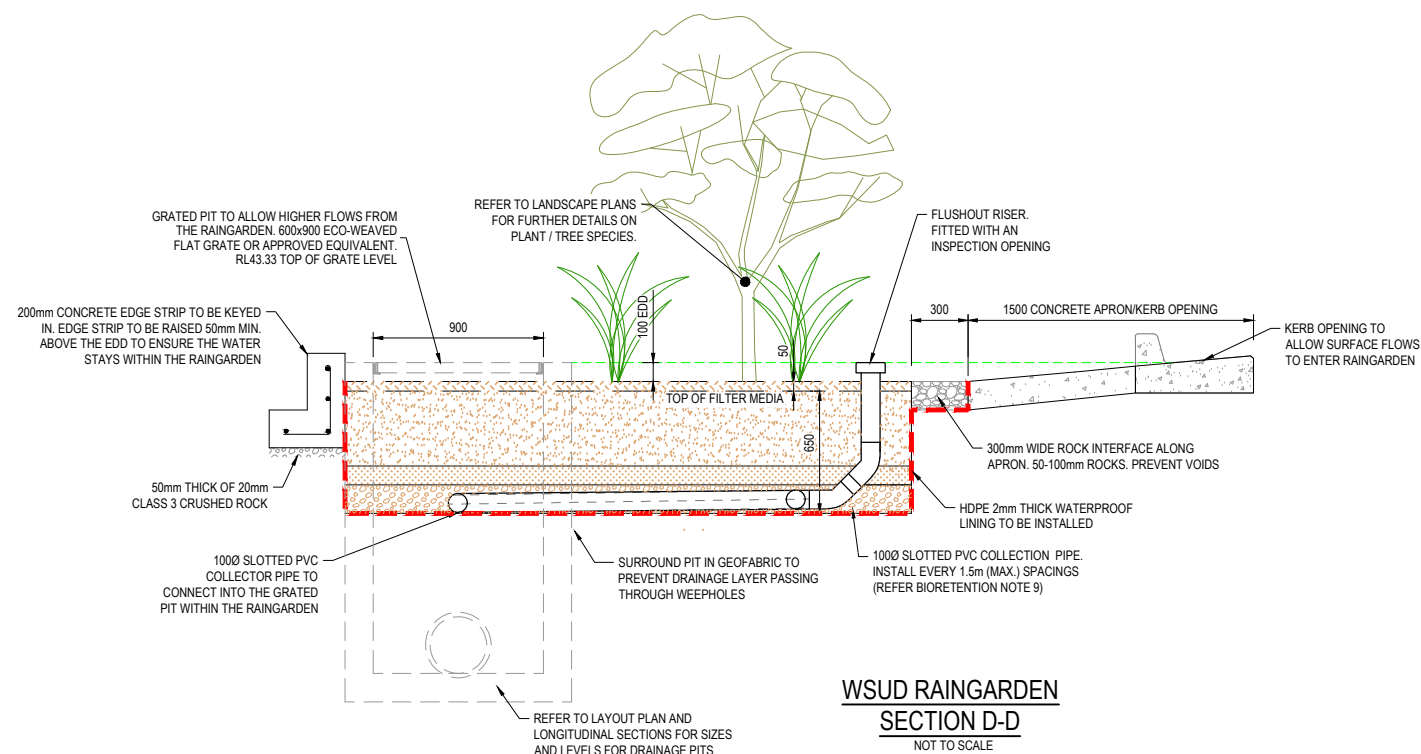 GRATED PIT TO ALLOW HIGHER FLOWS FROM
THE RAINGARDEN. 600x900 ECO-WEAVED
FLAT GRATE OR APPROVED EQUIVALENT.
RL43.33 TOP OF GRATE LEVEL
REFER TO LANDSCAPE PLANS
FOR FURTHER DETAILS ON
PLANT / TREE SPECIES.
FLUSHOUT RISER.
FITTED WITH AN
INSPECTION OPENING
200mm CONCRETE EDGE STRIP TO BE KEYED
IN. EDGE STRIP TO BE RAISED 50mm MIN.
ABOVE THE EDD TO ENSURE THE WATER
STAYS WITHIN THE RAINGARDEN
900
100 EDD
50
300
1500 CONCRETE APRON/KERB OPENING
KERB OPENING TO
ALLOW SURFACE FLOWS
TO ENTER RAINGARDEN
TOP OF FILTER MEDIA
650
300mm WIDE ROCK INTERFACE ALONG
APRON. 50-100mm ROCKS. PREVENT VOIDS
50mm THICK OF 20mm
CLASS 3 CRUSHED ROCK
HDPE 2mm THICK WATERPROOF
LINING TO BE INSTALLED
100Ø SLOTTED PVC
COLLECTOR PIPE TO
CONNECT INTO THE GRATED
PIT WITHIN THE RAINGARDEN
SURROUND PIT IN GEOFABRIC TO
PREVENT DRAINAGE LAYER PASSING
THROUGH WEEPHOLES
100Ø SLOTTED PVC COLLECTION PIPE.
INSTALL EVERY 1.5m (MAX.) SPACINGS
(REFER BIORETENTION NOTE 9)
REFER TO LAYOUT PLAN AND
LONGITUDINAL SECTIONS FOR SIZES
AND LEVELS FOR DRAINAGE PITS
WSUD RAINGARDEN
SECTION D-D
NOT TO SCALE